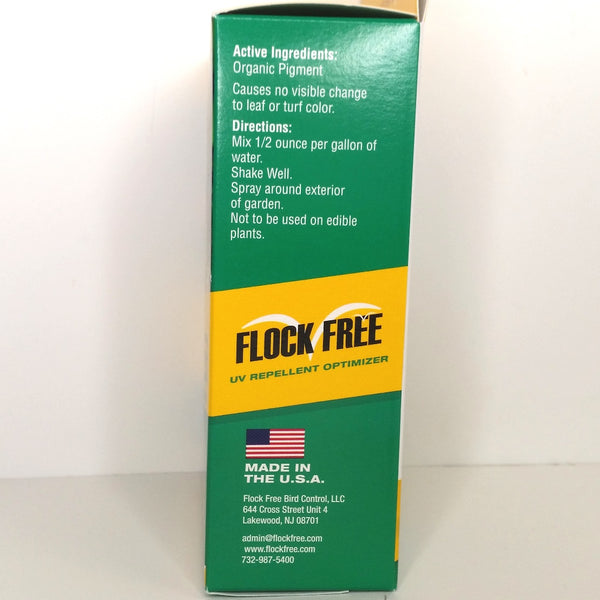 Active Ingredients:
Organic Pigment
Causes no visible change
to leaf or turf color.
Directions:
Mix 1/2 ounce per gallon of
water.
Shake Well.
Spray around exterior
of garden.
Not to be used on edible
plants.
FLOCK FREE
UV REPELLENT OPTIMIZER
MADE IN
THE U.S.A.
Flock Free Bird Control, LLC
644 Cross Street Unit 4
Lakewood, NJ 08701
admin@flockfree.com
www.flockfree.com
732-987-5400